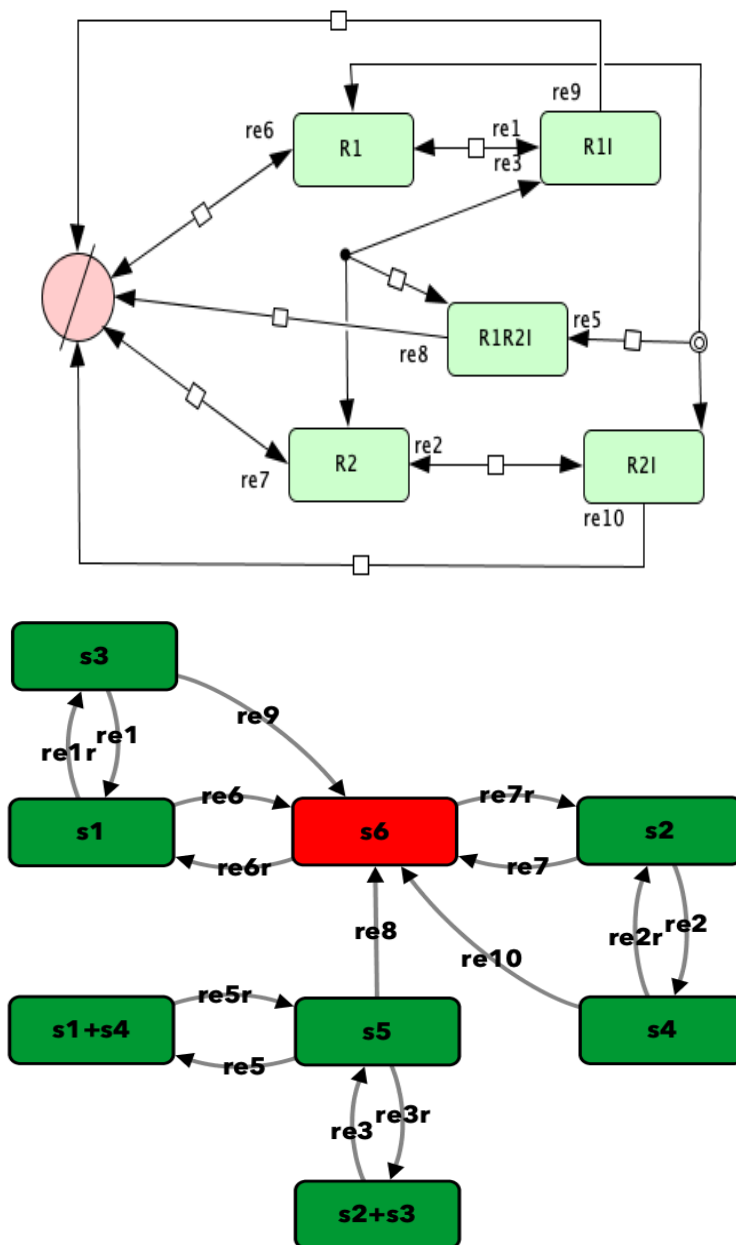 re9
re6
R1
re1
R1I
re3
R1R2I
re5
re8
R2
re2
R2I
re7
re10
s3
re9
re1r
re1
s1
re6
s6
re7r
s2
re6r
re7
re8
re10
re2r
re2
s1+s4
re5r
s5
s4
re5
re3
re3r
s2+s3